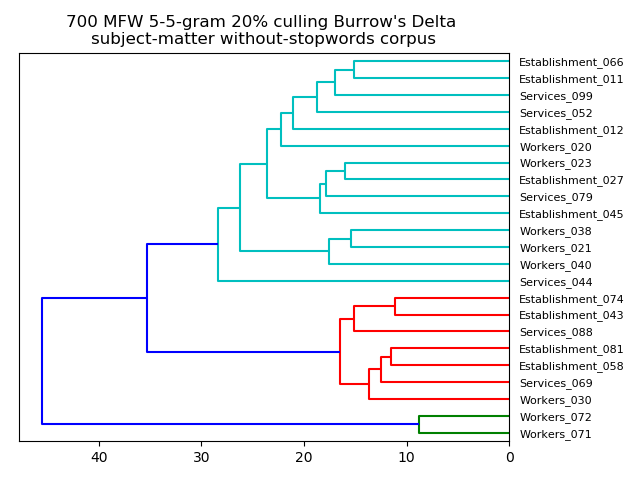 700 MFW 5-5-gram 20% culling Burrow's Delta
subject-matter without-stopwords corpus
Establishment_066
Establishment_011
Services_099
Services_052
Establishment_012
Workers_020
Workers_023
Establishment_027
Services_079
Establishment_045
Workers_038
Workers_021
Workers_040
Services_044
Establishment_074
Establishment_043
Services_088
Establishment_081
Establishment_058
Services_069
Workers_030
Workers_072
Workers_071
40 30 20 10 0